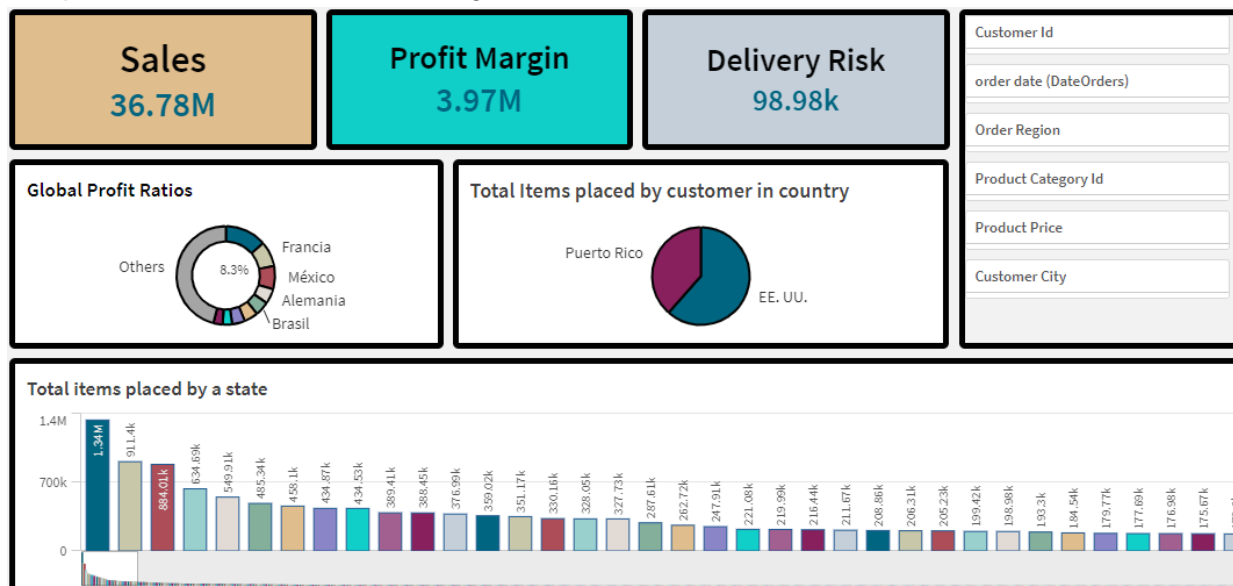 Sales
36.78M
Profit Margin
3.97M
Delivery Risk
98.98k
Customer Id
order date (DateOrders)
Order Region
Product Category Id
Product Price
Customer City
Global Profit Ratios
Others
8.3%
Francia
México
Alemania
Brasil
Total Items placed by customer in country
Puerto Rico
EE. UU.
Total items placed by a state
1.4M
700k
0
1.34M
911.4k
884.01k
634.69k
549.91k
485.34k
458.1k
434.87k
434.53k
389.41k
388.45k
376.99k
359.02k
351.17k
330.16k
328.05k
327.73k
287.61k
262.72k
247.91k
221.08k
219.99k
216.44k
211.67k
208.86k
206.31k
205.23k
199.42k
198.98k
193.3k
184.54k
179.77k
177.69k
176.98k
175.67k